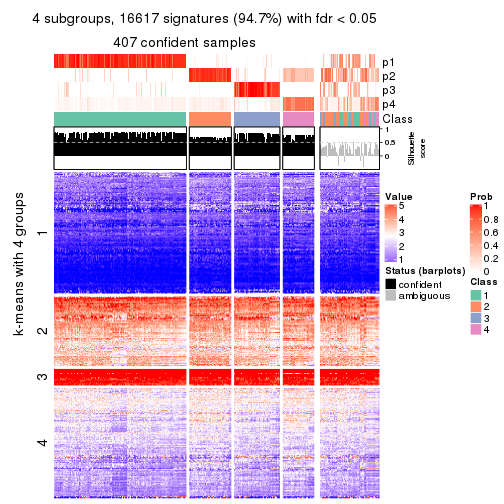 4 subgroups, 16617 signatures (94.7%) with fdr < 0.05
407 confident samples
p1
p2
p3
p4
Class
1
0.5
0
Silhouette
score
k-means with 4 groups
1
2
3
4
Value
5
4
3
2
1
Status (barplots)
confident
ambiguous
Prob
1
0.8
0.6
0.4
0.2
0
Class
1
2
3
4